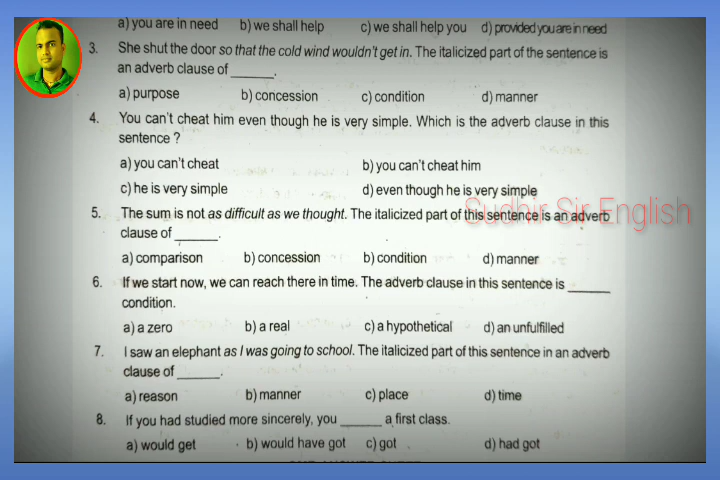 a) you are in need b) we shall help c) we shall help you d) provided you are in need
3. She shut the door so that the cold wind wouldn't get in. The italicized part of the sentence is
an adverb clause of ______.
a) purpose b) concession c) condition d) manner
4. You can't cheat him even though he is very simple. Which is the adverb clause in this
sentence ?
a) you can't cheat b) you can't cheat him
c) he is very simple d) even though he is very simple
Sudhir Sir English
5. The sum is not as difficult as we thought. The italicized part of this sentence is an adverb
clause of ______.
a) comparison b) concession b) condition d) manner
6. If we start now, we can reach there in time. The adverb clause in this sentence is ______
condition.
a) a zero b) a real c) a hypothetical d) an unfulfilled
7. I saw an elephant as I was going to school. The italicized part of this sentence in an adverb
clause of ______.
a) reason b) manner c) place d) time
8. If you had studied more sincerely, you ______ a first class.
a) would get b) would have got c) got d) had got